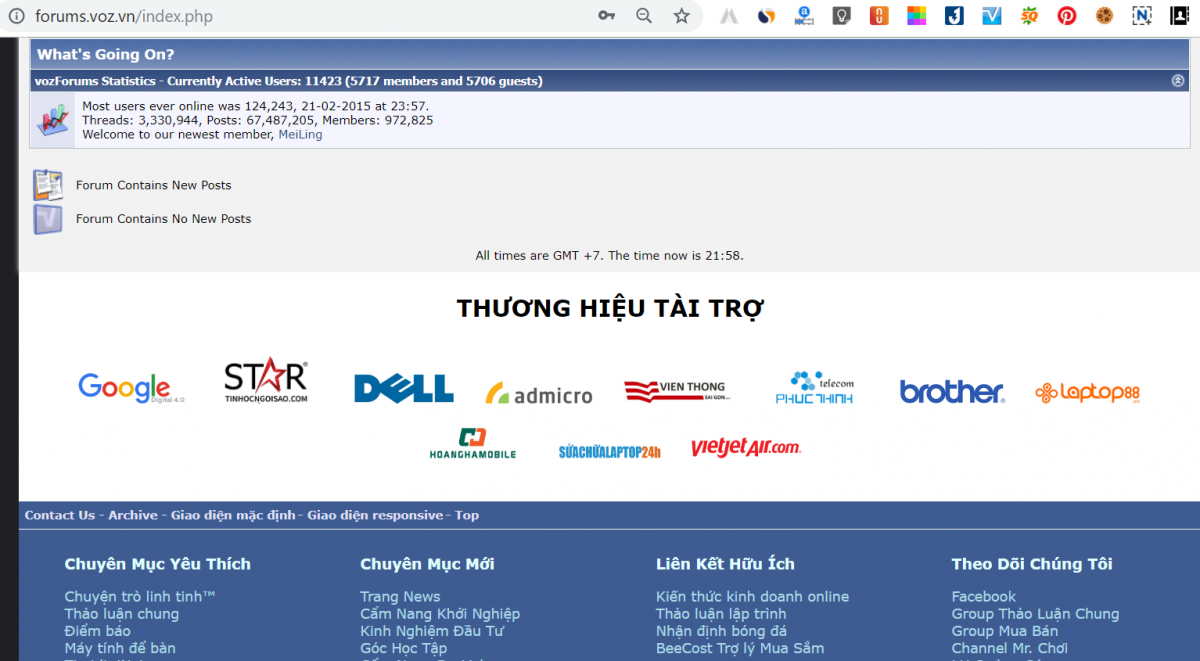 forums.voz.vn/index.php
What's Going On?
vozForums Statistics - Currently Active Users: 11423 (5717 members and 5706 guests)
Most users ever online was 124,243, 21-02-2015 at 23:57.
Threads: 3,330,944, Posts: 67,487,205, Members: 972,825
Welcome to our newest member, MeiLing
Forum Contains New Posts
Forum Contains No New Posts
All times are GMT +7. The time now is 21:58.
THƯƠNG HIỆU TÀI TRỢ
Google Digital 4.0
STAR TINHOCNGOISAO.COM
DELL
admicro
VIEN THONG SAI GON...
PHUC THINH telecom
brother
laptop88
HOANGHAMOBILE
SỬACHỮALAPTOP24h
vietjetAir.com
Contact Us - Archive - Giao diện mặc định - Giao diện responsive - Top
Chuyên Mục Yêu Thích Chuyên Mục Mới Liên Kết Hữu Ích Theo Dõi Chúng Tôi
Chuyện trò linh tinh™ Trang News Kiến thức kinh doanh online Facebook
Thảo luận chung Cẩm Nang Khởi Nghiệp Thảo luận lập trình Group Thảo Luận Chung
Điểm báo Kinh Nghiệm Đầu Tư Nhận định bóng đá Group Mua Bán
Máy tính để bàn Góc Học Tập BeeCost Trợ lý Mua Sắm Channel Mr. Chơi